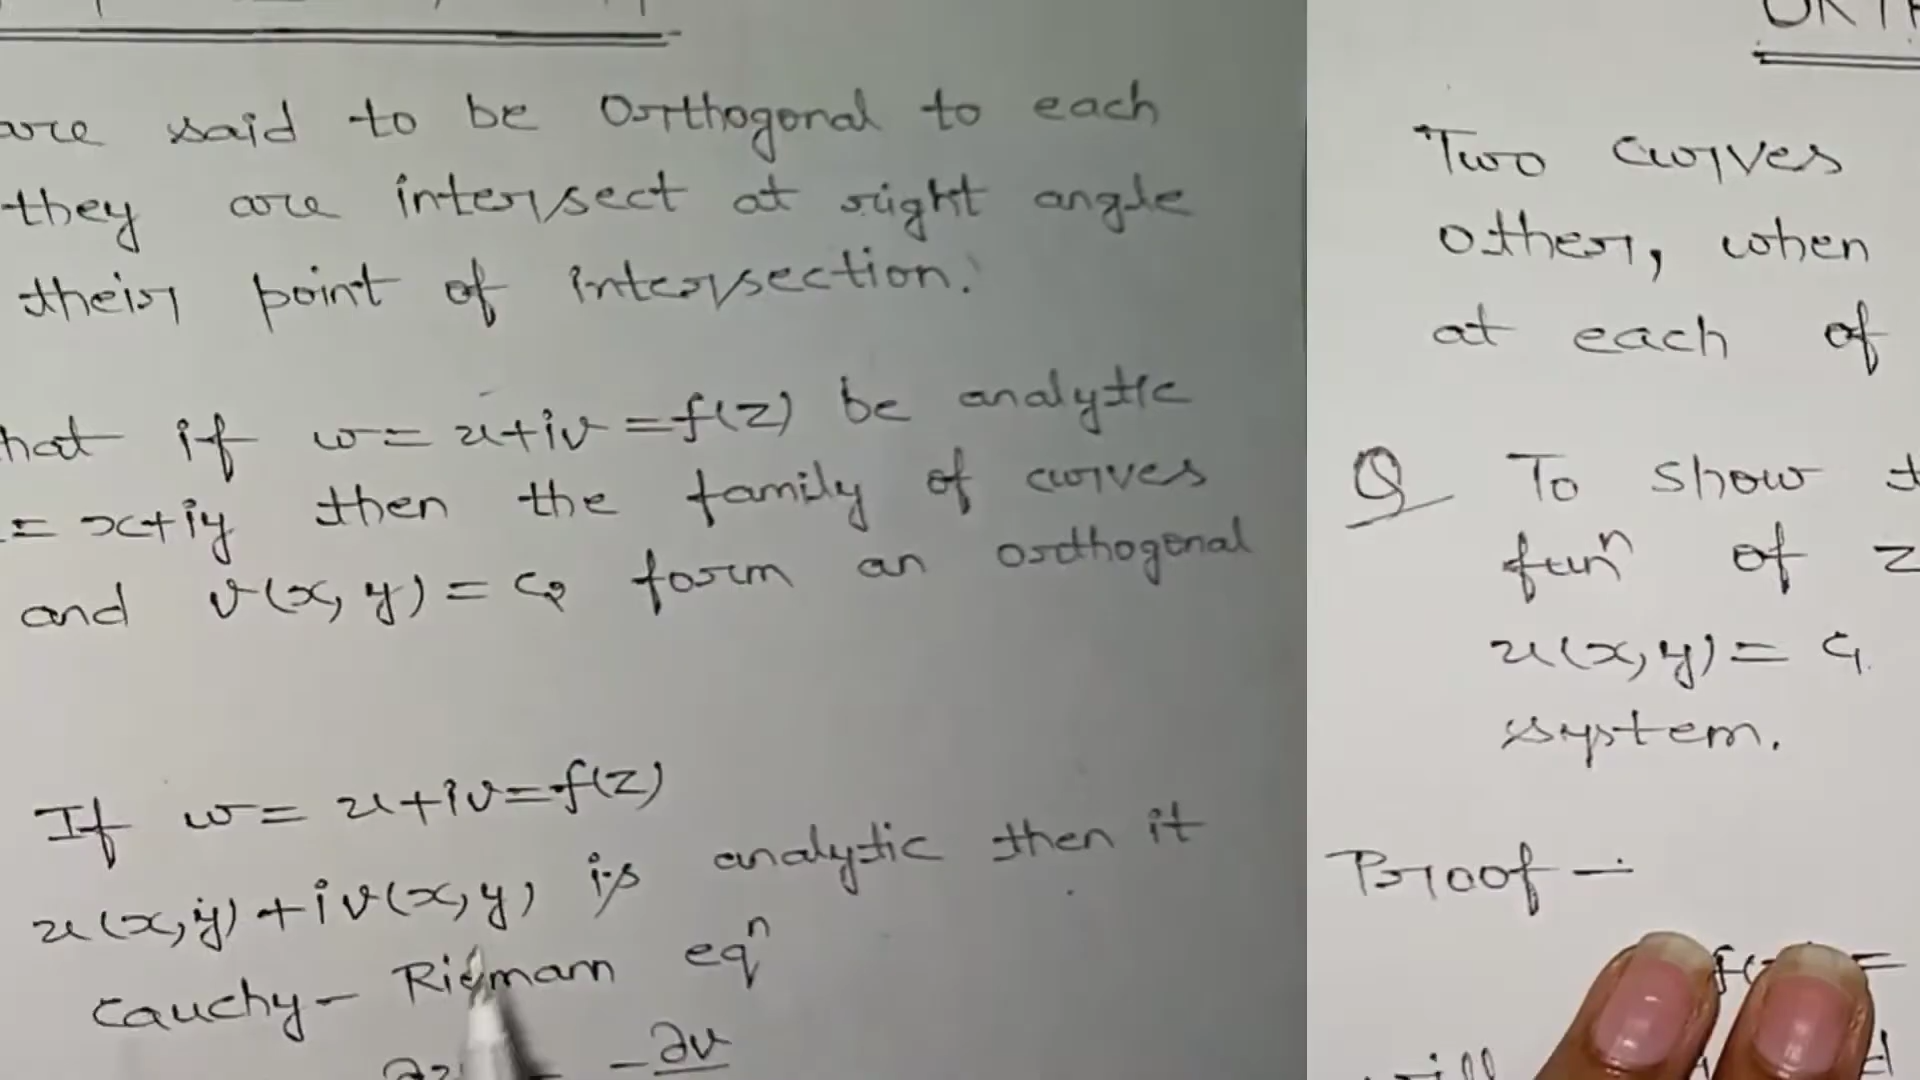 are said to be Orthogonal to each
they are intersect at right angle
their point of intersection.
if w = u+iv = f(z) be analytic
= x+iy then the family of curves
and v(x, y) = c₂ form an orthogonal
If w = u+iv = f(z)
u(x, y) + iv(x, y) is analytic then it
Cauchy – Riemann eqⁿ
– ∂v
Two curves
other, when
at each of
Q To show
funⁿ of z
u(x, y) = c₁
system.
Proof –
=